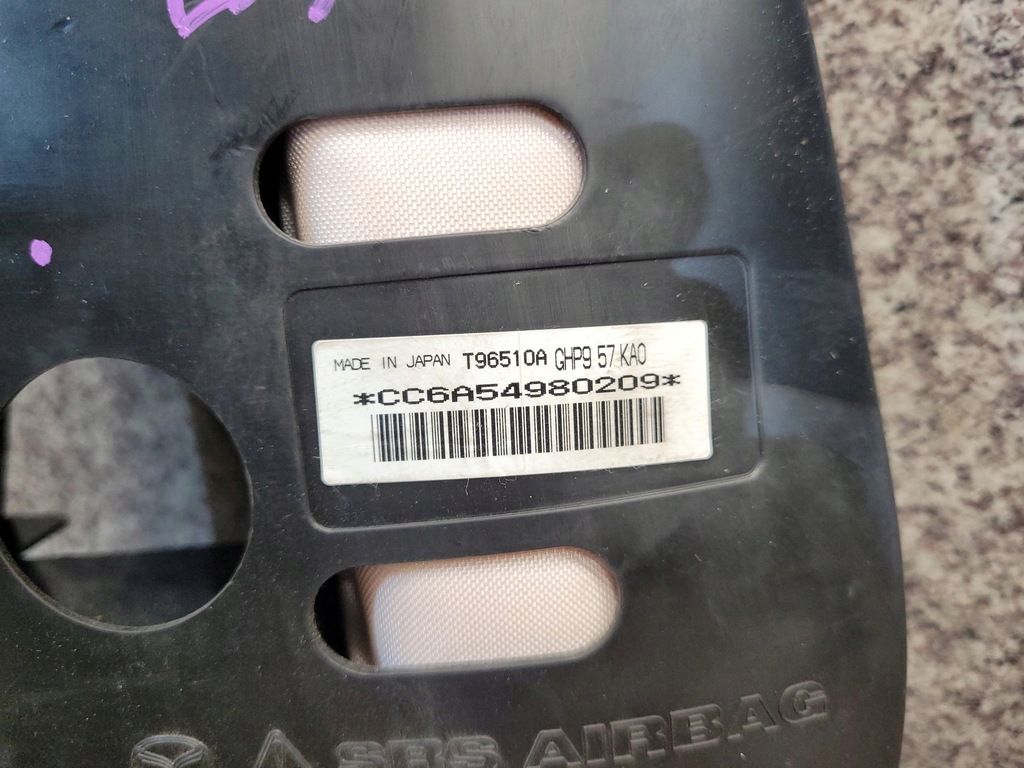 MADE IN JAPAN T96510A GHP9 57 KA0
*CC6A54980209*
SRS AIRBAG